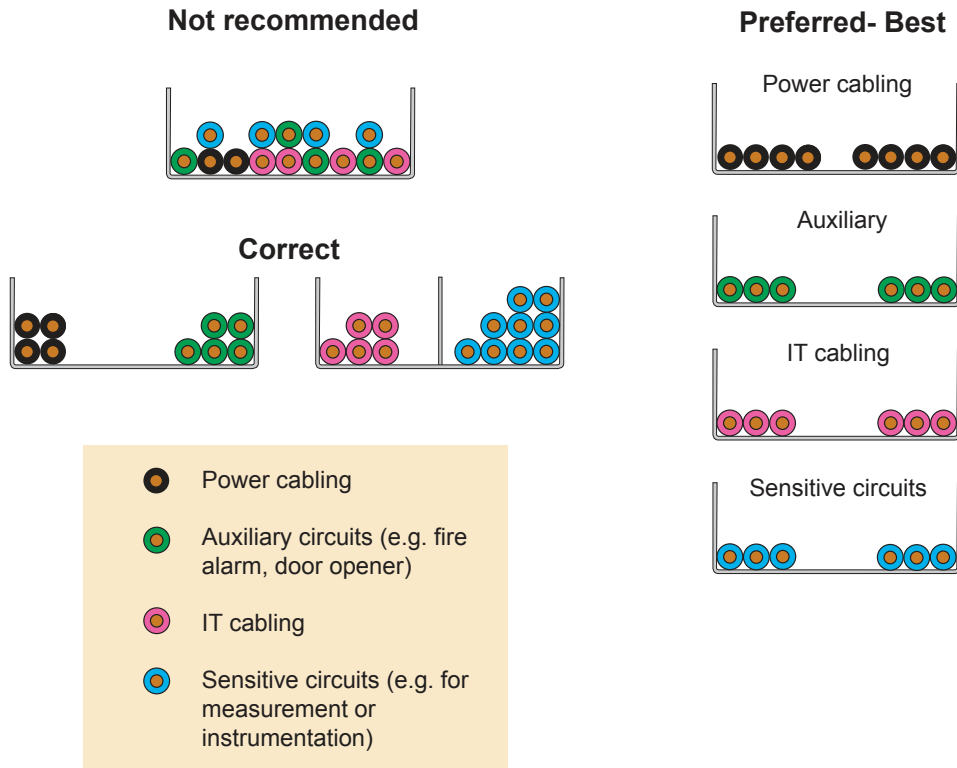 Not recommended
Correct
Power cabling
Auxiliary circuits (e.g. fire
alarm, door opener)
IT cabling
Sensitive circuits (e.g. for
measurement or
instrumentation)
Preferred- Best
Power cabling
Auxiliary
IT cabling
Sensitive circuits